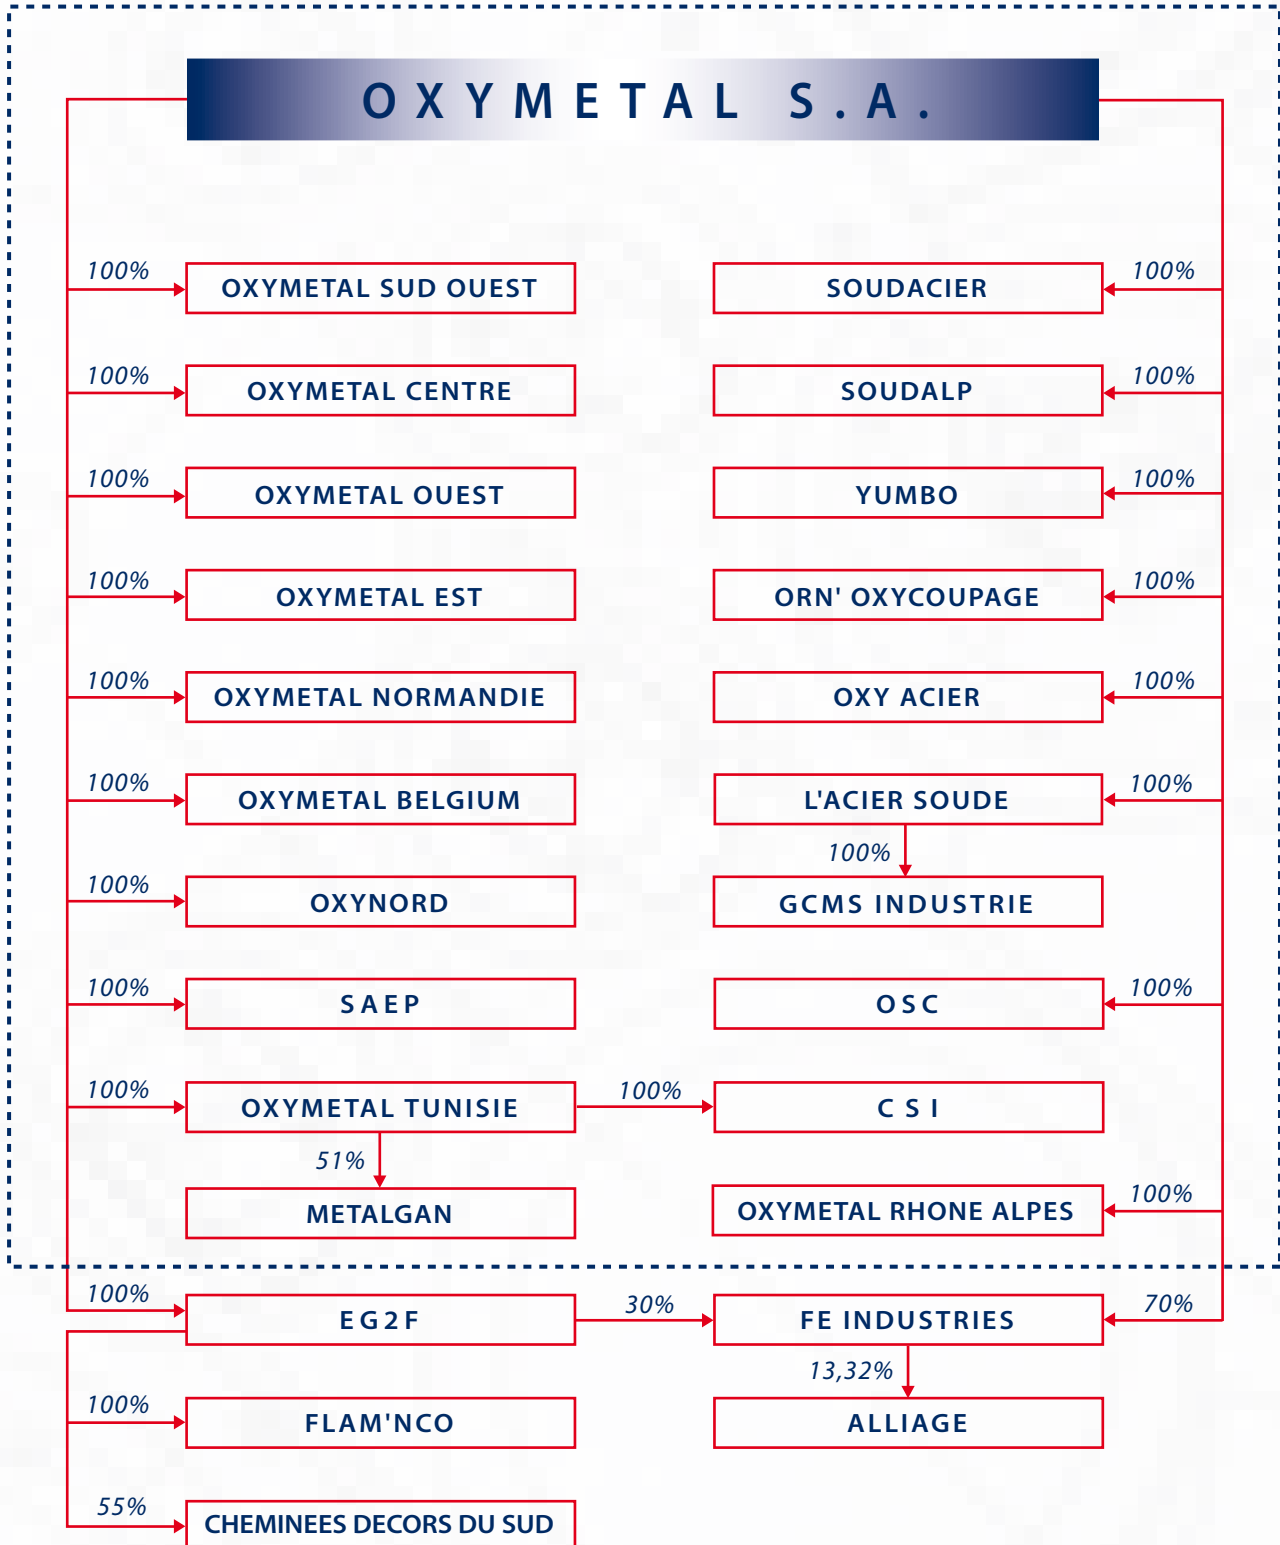 OXYMETAL S.A.
100%
OXYMETAL SUD OUEST
SOUDACIER
100%
100%
OXYMETAL CENTRE
SOUDALP
100%
100%
OXYMETAL OUEST
YUMBO
100%
100%
OXYMETAL EST
ORN' OXYCOUPAGE
100%
100%
OXYMETAL NORMANDIE
OXY ACIER
100%
100%
OXYMETAL BELGIUM
L'ACIER SOUDE
100%
100%
100%
OXYNORD
GCMS INDUSTRIE
100%
SAEP
OSC
100%
100%
OXYMETAL TUNISIE
100%
CSI
51%
METALGAN
OXYMETAL RHONE ALPES
100%
100%
EG2F
30%
FE INDUSTRIES
70%
13,32%
100%
FLAM'NCO
ALLIAGE
55%
CHEMINEES DECORS DU SUD